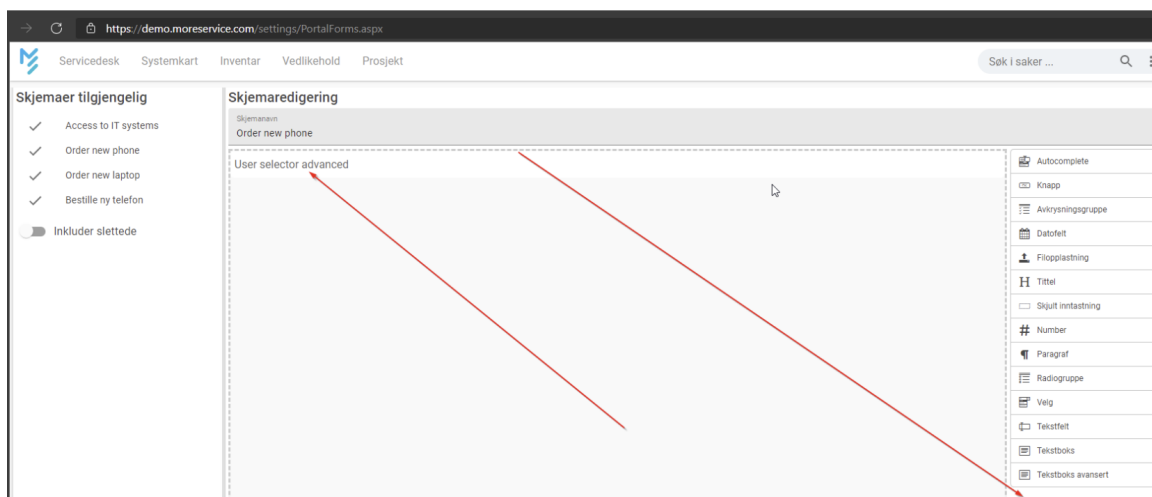 https://demo.moreservice.com/settings/PortalForms.aspx
Servicedesk Systemkart Inventar Vedlikehold Prosjekt Søk i saker ...
Skjemaer tilgjengelig
Access to IT systems
Order new phone
Order new laptop
Bestille ny telefon
Inkluder slettede
Skjemaredigering
Skjemanavn
Order new phone
User selector advanced
Autocomplete
Knapp
Avkrysningsgruppe
Datofelt
Filopplastning
Tittel
Skjult inntastning
Number
Paragraf
Radiogruppe
Velg
Tekstfelt
Tekstboks
Tekstboks avansert